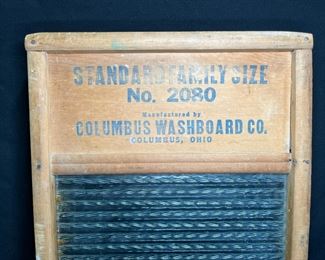 STANDARD FAMILY SIZE
No. 2080
Manufactured by
COLUMBUS WASHBOARD CO.
COLUMBUS, OHIO